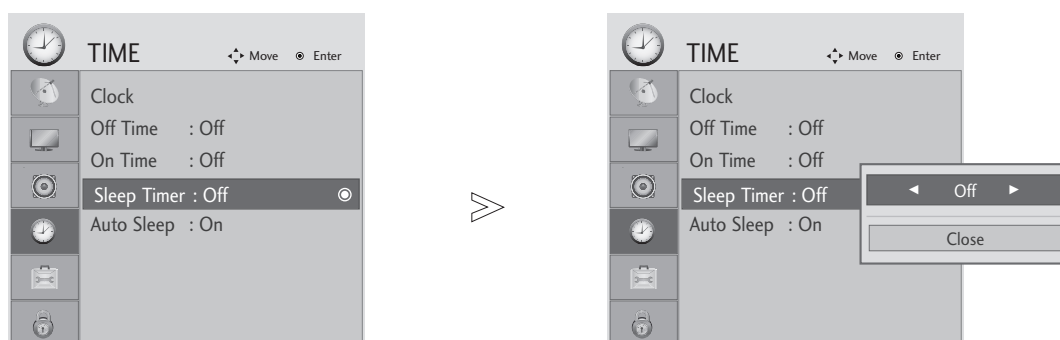 TIME Move Enter
Clock
Off Time : Off
On Time : Off
Sleep Timer : Off
Auto Sleep : On
TIME Move Enter
Clock
Off Time : Off
On Time : Off
Sleep Timer : Off
Auto Sleep : On
◄ Off ►
Close